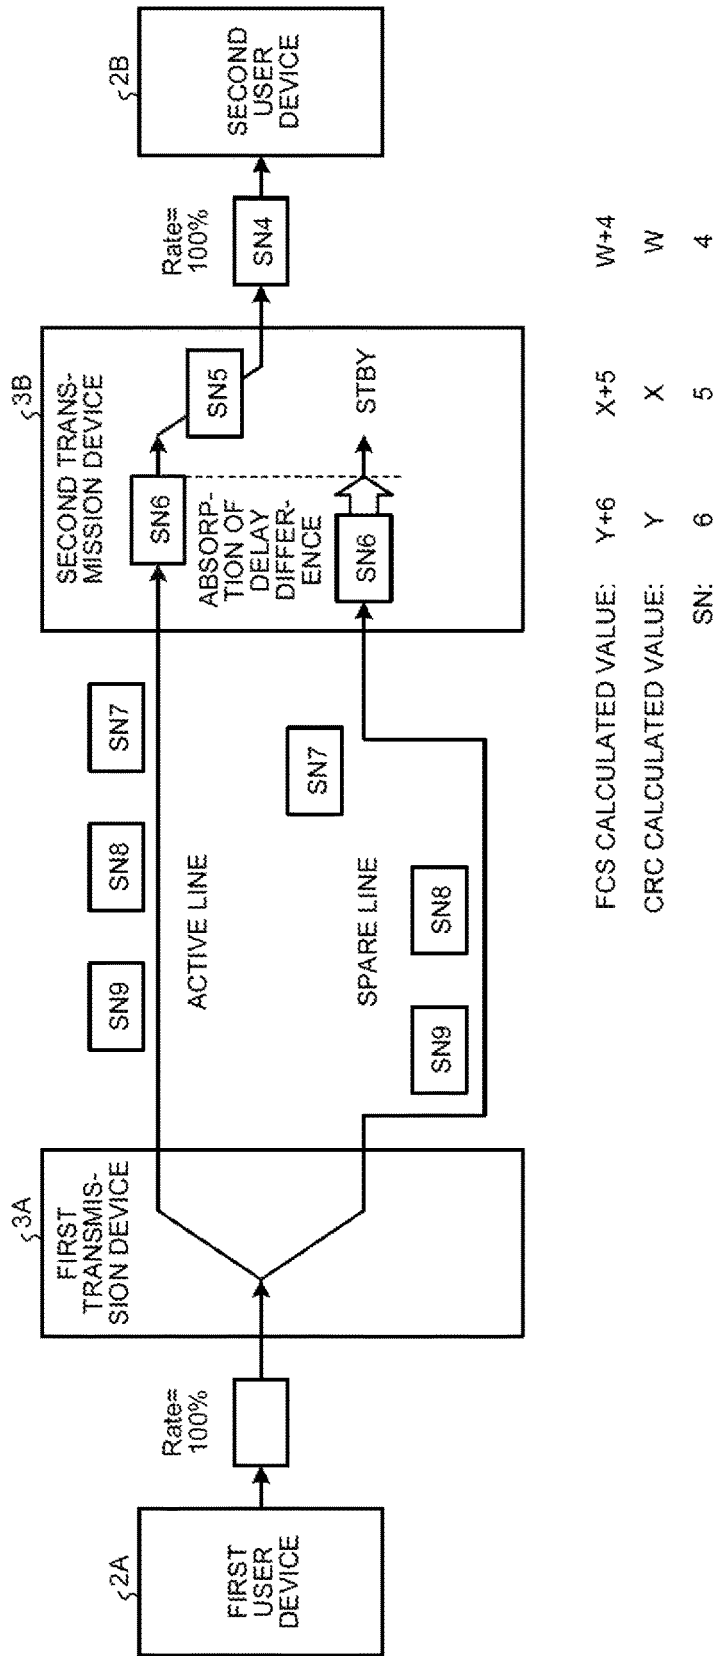 2A
FIRST
USER
DEVICE
Rate=
100%
3A
FIRST
TRANSMIS-
SION DEVICE
SN9
SN8
SN7
ACTIVE LINE
SPARE LINE
SN9
SN8
SN7
3B
SECOND TRANS-
MISSION DEVICE
SN6
SN5
ABSORP-
TION OF
DELAY
DIFFER-
ENCE
SN6
STBY
Rate=
100%
SN4
2B
SECOND
USER
DEVICE
FCS CALCULATED VALUE: Y+6 X+5 W+4
CRC CALCULATED VALUE: Y X W
SN: 6 5 4